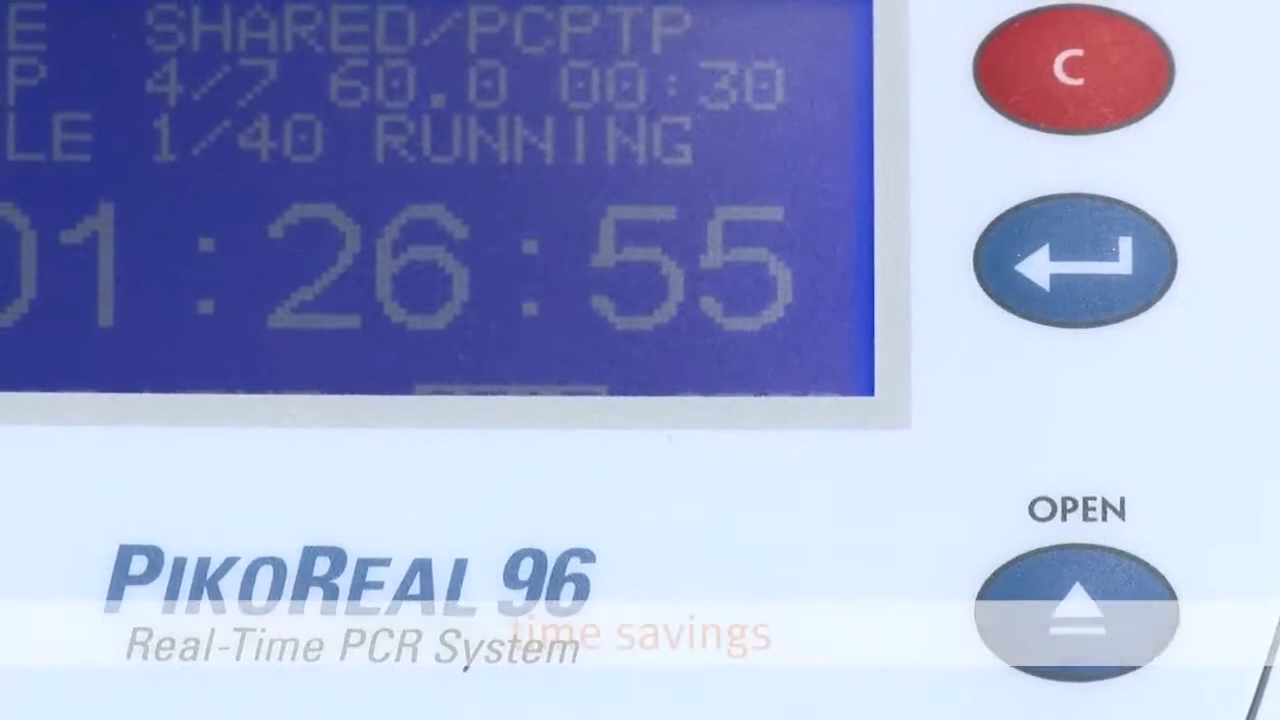 E SHARED/PCPTP
P 4/7 60.0 00:30
LE 1/40 RUNNING
01:26:55
C
OPEN
PIKOREAL 96
Real-Time PCR System
time savings